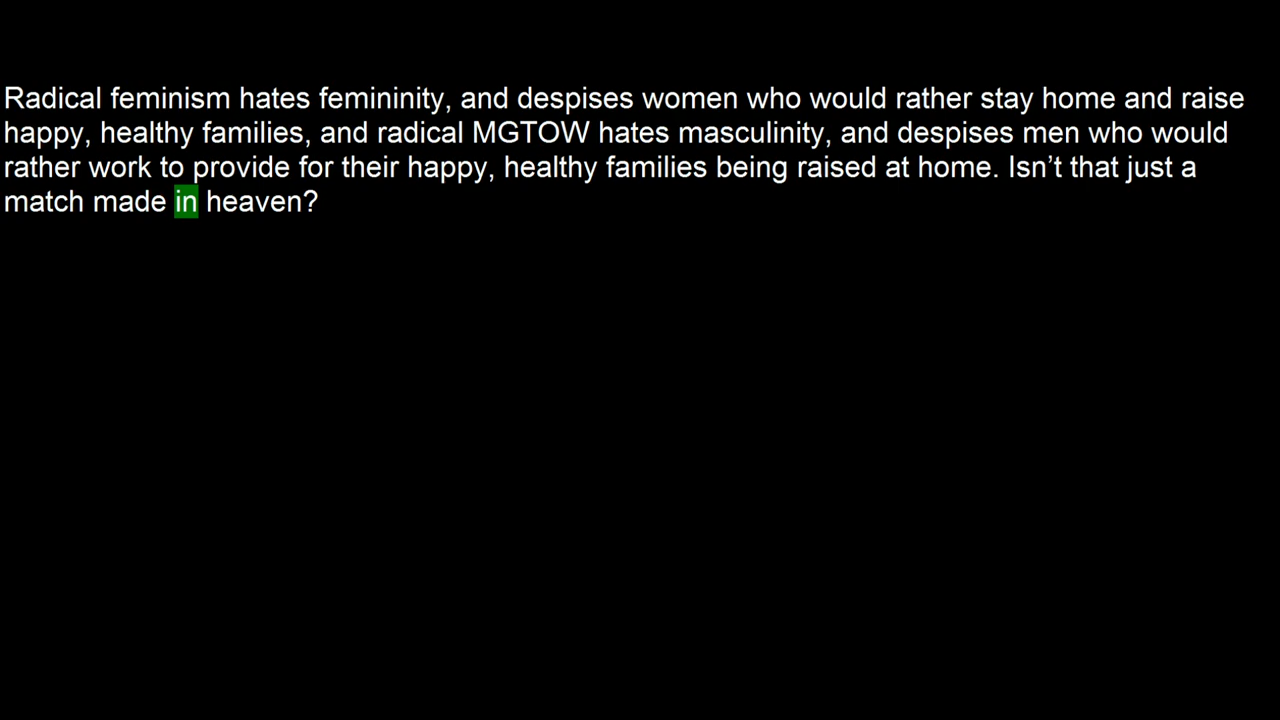 Radical feminism hates femininity, and despises women who would rather stay home and raise
happy, healthy families, and radical MGTOW hates masculinity, and despises men who would
rather work to provide for their happy, healthy families being raised at home. Isn’t that just a
match made in heaven?